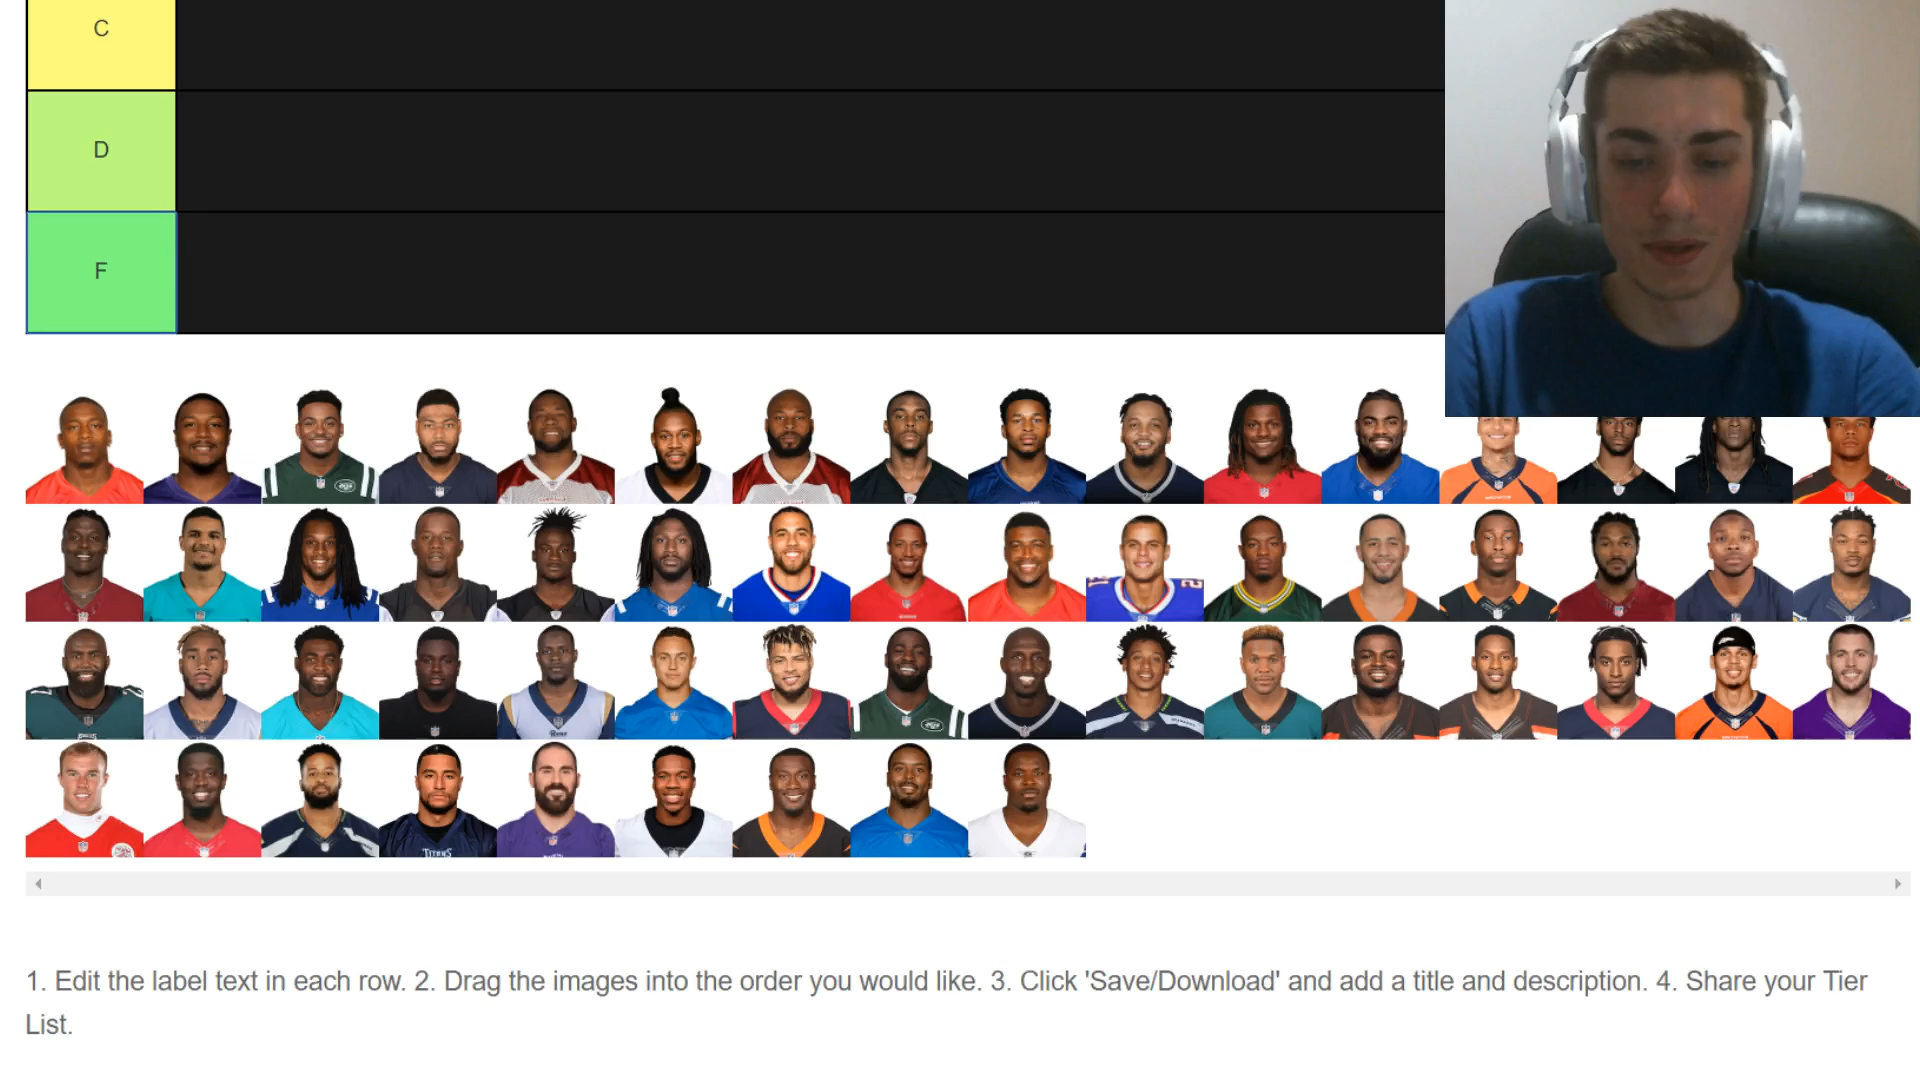 C
D
F
TITANS
1. Edit the label text in each row. 2. Drag the images into the order you would like. 3. Click 'Save/Download' and add a title and description. 4. Share your Tier
List.